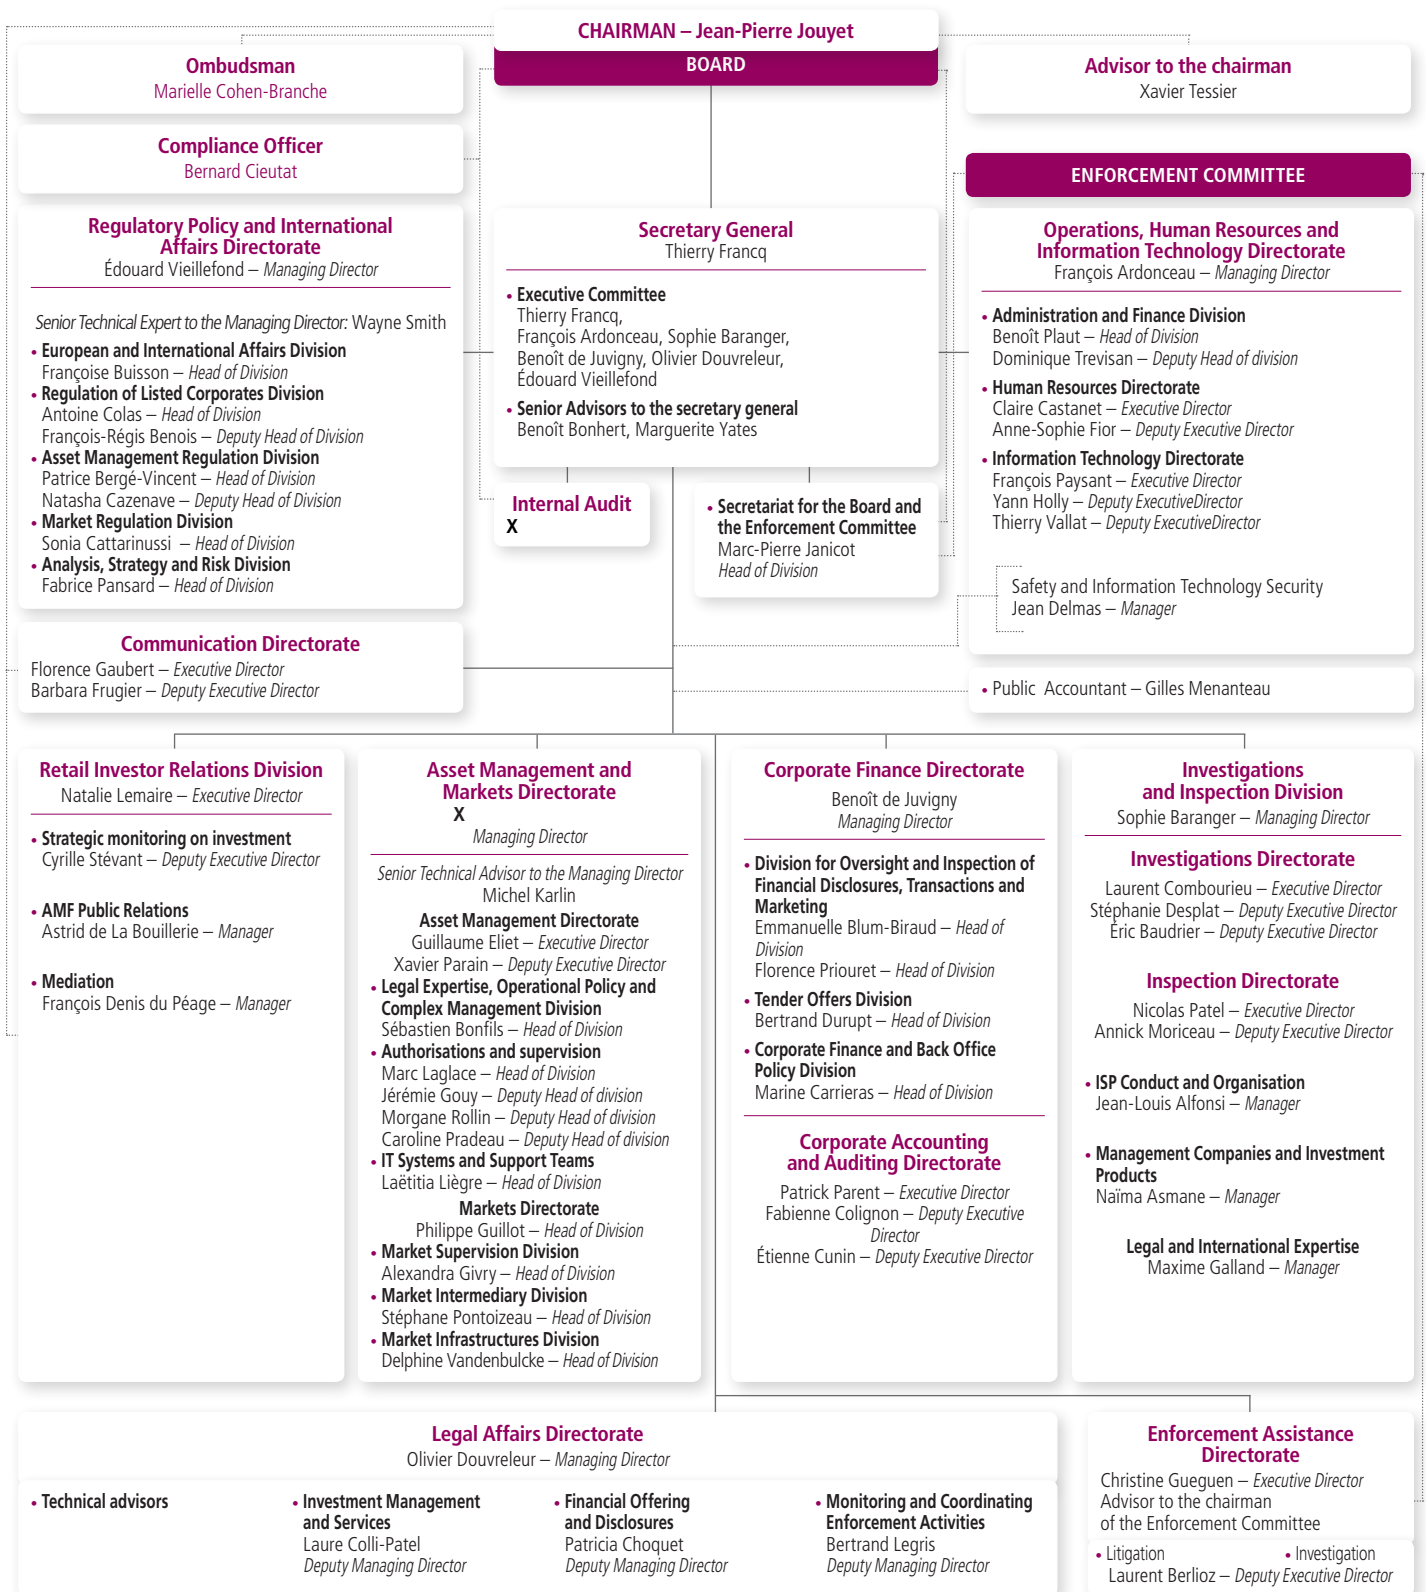 CHAIRMAN – Jean-Pierre Jouyet
BOARD
Ombudsman
Marielle Cohen-Branche
Advisor to the chairman
Xavier Tessier
Compliance Officer
Bernard Cieutat
ENFORCEMENT COMMITTEE
Regulatory Policy and International
Affairs Directorate
Édouard Vieillefond – Managing Director
Senior Technical Expert to the Managing Director: Wayne Smith
• European and International Affairs Division
Françoise Buisson – Head of Division
• Regulation of Listed Corporates Division
Antoine Colas – Head of Division
François-Régis Benois – Deputy Head of Division
• Asset Management Regulation Division
Patrice Bergé-Vincent – Head of Division
Natasha Cazenave – Deputy Head of Division
• Market Regulation Division
Sonia Cattarinussi – Head of Division
• Analysis, Strategy and Risk Division
Fabrice Pansard – Head of Division
Secretary General
Thierry Francq
• Executive Committee
Thierry Francq,
François Ardonceau, Sophie Baranger,
Benoît de Juvigny, Olivier Douvreleur,
Édouard Vieillefond
• Senior Advisors to the secretary general
Benoît Bonhert, Marguerite Yates
Internal Audit
X
• Secretariat for the Board and
the Enforcement Committee
Marc-Pierre Janicot
Head of Division
Operations, Human Resources and
Information Technology Directorate
François Ardonceau – Managing Director
• Administration and Finance Division
Benoît Plaut – Head of Division
Dominique Trevisan – Deputy Head of division
• Human Resources Directorate
Claire Castanet – Executive Director
Anne-Sophie Fior – Deputy Executive Director
• Information Technology Directorate
François Paysant – Executive Director
Yann Holly – Deputy ExecutiveDirector
Thierry Vallat – Deputy ExecutiveDirector
Safety and Information Technology Security
Jean Delmas – Manager
Communication Directorate
Florence Gaubert – Executive Director
Barbara Frugier – Deputy Executive Director
• Public Accountant – Gilles Menanteau
Retail Investor Relations Division
Natalie Lemaire – Executive Director
• Strategic monitoring on investment
Cyrille Stévant – Deputy Executive Director
• AMF Public Relations
Astrid de La Bouillerie – Manager
• Mediation
François Denis du Péage – Manager
Asset Management and
Markets Directorate
X
Managing Director
Senior Technical Advisor to the Managing Director
Michel Karlin
Asset Management Directorate
Guillaume Eliet – Executive Director
Xavier Parain – Deputy Executive Director
• Legal Expertise, Operational Policy and
Complex Management Division
Sébastien Bonfils – Head of Division
• Authorisations and supervision
Marc Laglace – Head of Division
Jérémie Gouy – Deputy Head of division
Morgane Rollin – Deputy Head of division
Caroline Pradeau – Deputy Head of division
• IT Systems and Support Teams
Laëtitia Liègre – Head of Division
Markets Directorate
Philippe Guillot – Head of Division
• Market Supervision Division
Alexandra Givry – Head of Division
• Market Intermediary Division
Stéphane Pontoizeau – Head of Division
• Market Infrastructures Division
Delphine Vandenbulcke – Head of Division
Corporate Finance Directorate
Benoît de Juvigny
Managing Director
• Division for Oversight and Inspection of
Financial Disclosures, Transactions and
Marketing
Emmanuelle Blum-Biraud – Head of
Division
Florence Priouret – Head of Division
• Tender Offers Division
Bertrand Durupt – Head of Division
• Corporate Finance and Back Office
Policy Division
Marine Carrieras – Head of Division
Corporate Accounting
and Auditing Directorate
Patrick Parent – Executive Director
Fabienne Colignon – Deputy Executive
Director
Étienne Cunin – Deputy Executive Director
Investigations
and Inspection Division
Sophie Baranger – Managing Director
Investigations Directorate
Laurent Combourieu – Executive Director
Stéphanie Desplat – Deputy Executive Director
Éric Baudrier – Deputy Executive Director
Inspection Directorate
Nicolas Patel – Executive Director
Annick Moriceau – Deputy Executive Director
• ISP Conduct and Organisation
Jean-Louis Alfonsi – Manager
• Management Companies and Investment
Products
Naïma Asmane – Manager
Legal and International Expertise
Maxime Galland – Manager
Legal Affairs Directorate
Olivier Douvreleur – Managing Director
• Technical advisors
• Investment Management
and Services
Laure Colli-Patel
Deputy Managing Director
• Financial Offering
and Disclosures
Patricia Choquet
Deputy Managing Director
• Monitoring and Coordinating
Enforcement Activities
Bertrand Legris
Deputy Managing Director
Enforcement Assistance
Directorate
Christine Gueguen – Executive Director
Advisor to the chairman
of the Enforcement Committee
• Litigation • Investigation
Laurent Berlioz – Deputy Executive Director